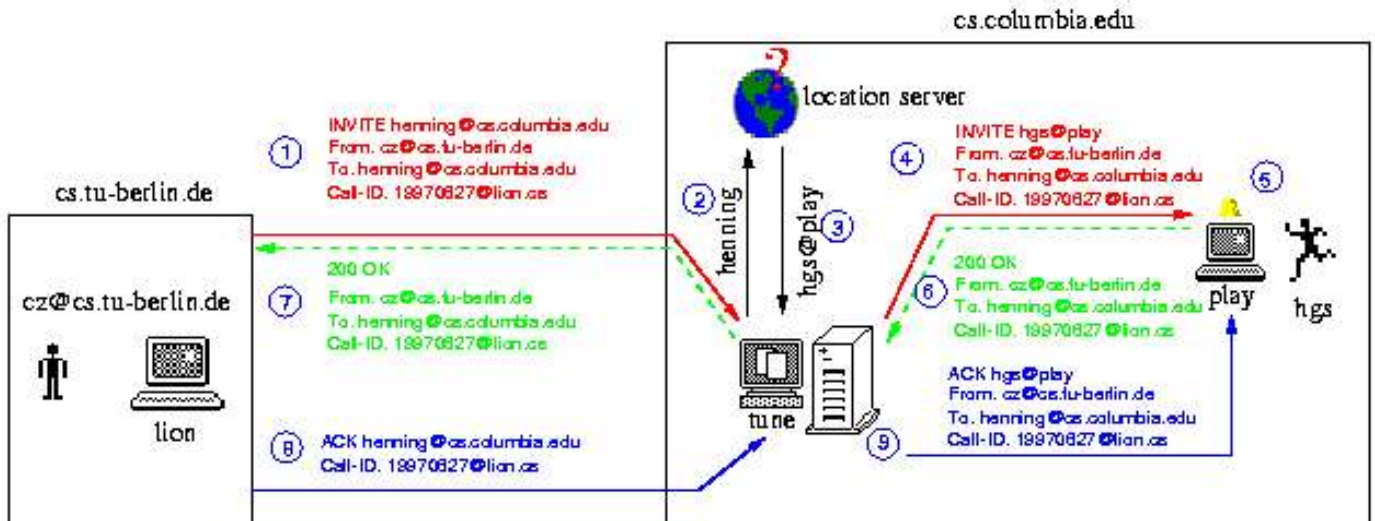 cs.columbia.edu
location server
1
INVITE henning@cs.columbia.edu
From. cz@cs.tu-berlin.de
To. henning@cs.columbia.edu
Call-ID. 19970827@lion.cs
4
INVITE hgs@play
From. cz@cs.tu-berlin.de
To. henning@cs.columbia.edu
Call-ID. 19970827@lion.cs
cs.tu-berlin.de
2
henning
hgs@play
3
5
7
200 OK
From. cz@cs.tu-berlin.de
To. henning@cs.columbia.edu
Call-ID. 19970827@lion.cs
6
200 OK
From. cz@cs.tu-berlin.de
To. henning@cs.columbia.edu
Call-ID. 19970827@lion.cs
play
hgs
cz@cs.tu-berlin.de
lion
tune
8
ACK henning@cs.columbia.edu
Call-ID. 19970827@lion.cs
9
ACK hgs@play
From. cz@cs.tu-berlin.de
To. henning@cs.columbia.edu
Call-ID. 19970827@lion.cs
?